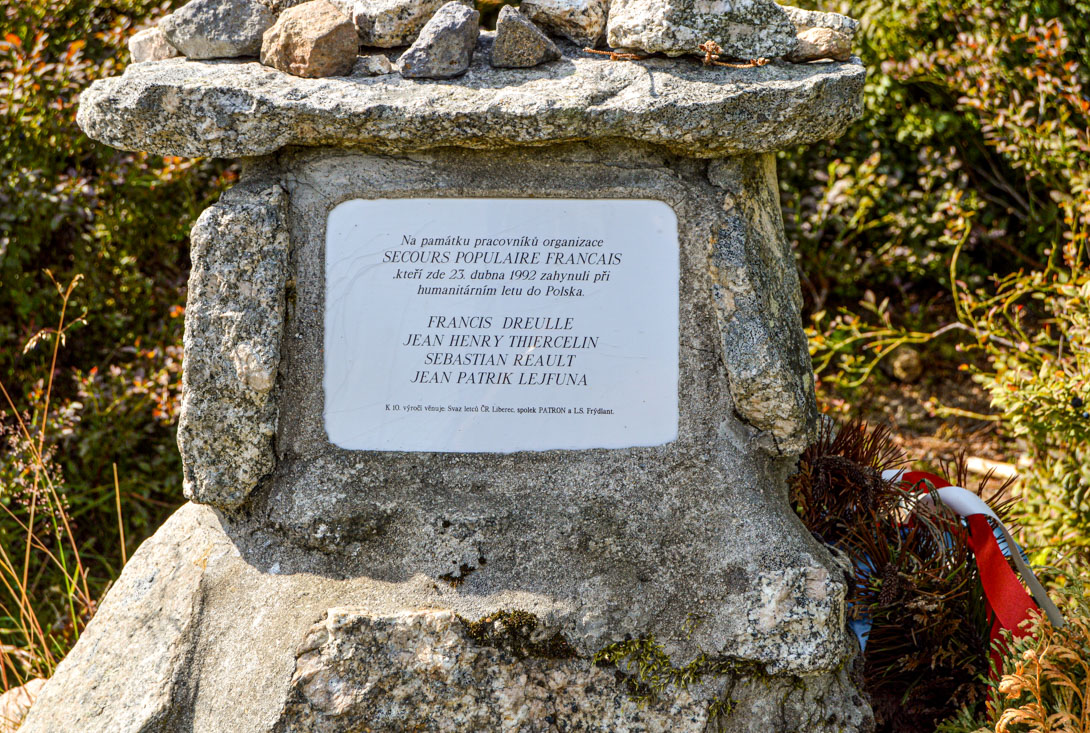 Na památku pracovníků organizace
SECOURS POPULAIRE FRANCAIS
,kteří zde 23. dubna 1992 zahynuli při
humanitárním letu do Polska.
FRANCIS DREULLE
JEAN HENRY THIERCELIN
SEBASTIAN REAULT
JEAN PATRIK LEJFUNA
K 10. výročí věnuje. Svaz letců ČR Liberec, spolek PATRON a L.S. Frýdlant.